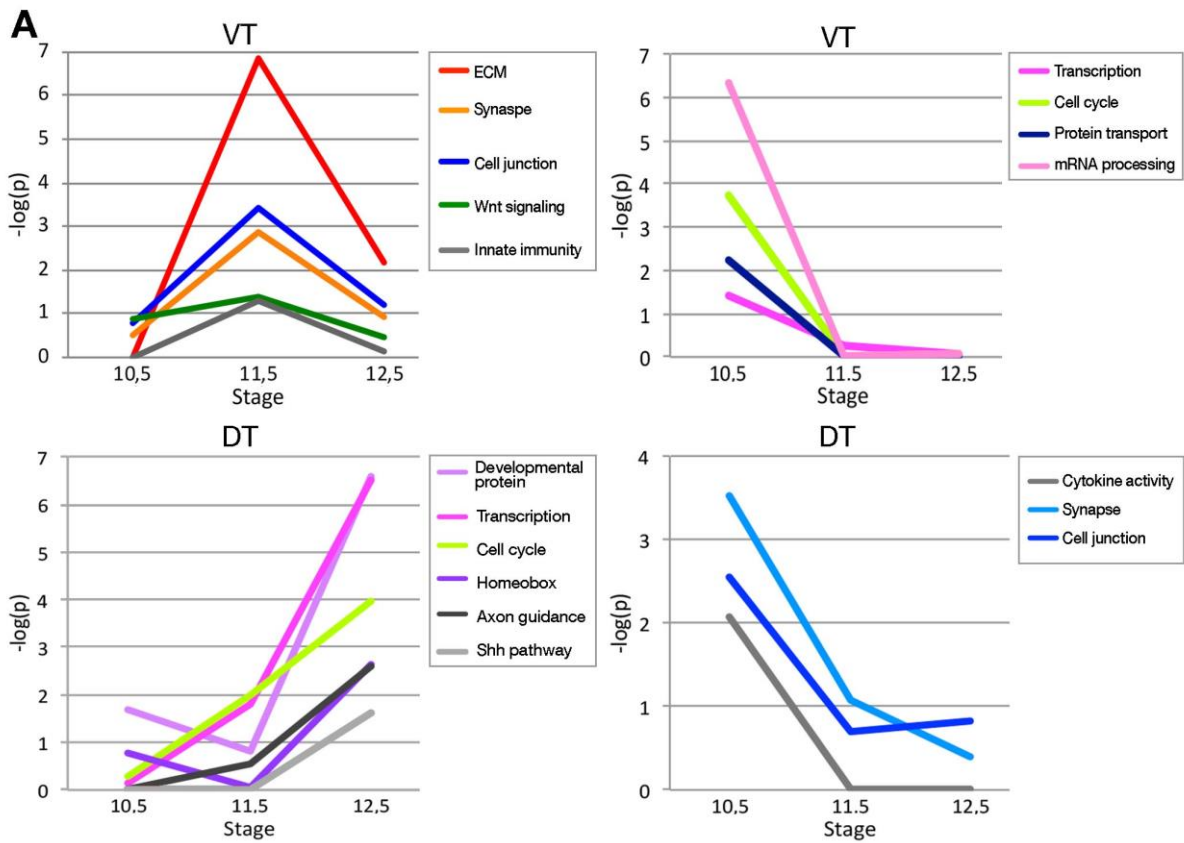 A
VT
7
6
5
4
3
2
1
0
-log(p)
10,5
11,5
12,5
Stage
ECM
Synaspe
Cell junction
Wnt signaling
Innate immunity
VT
7
6
5
4
3
2
1
0
-log(p)
10,5
11.5
12,5
Stage
Transcription
Cell cycle
Protein transport
mRNA processing
DT
7
6
5
4
3
2
1
0
-log(p)
10,5
11,5
12,5
Stage
Developmental
protein
Transcription
Cell cycle
Homeobox
Axon guidance
Shh pathway
DT
4
3
2
1
0
-log(p)
10,5
11.5
12,5
Stage
Cytokine activity
Synapse
Cell junction